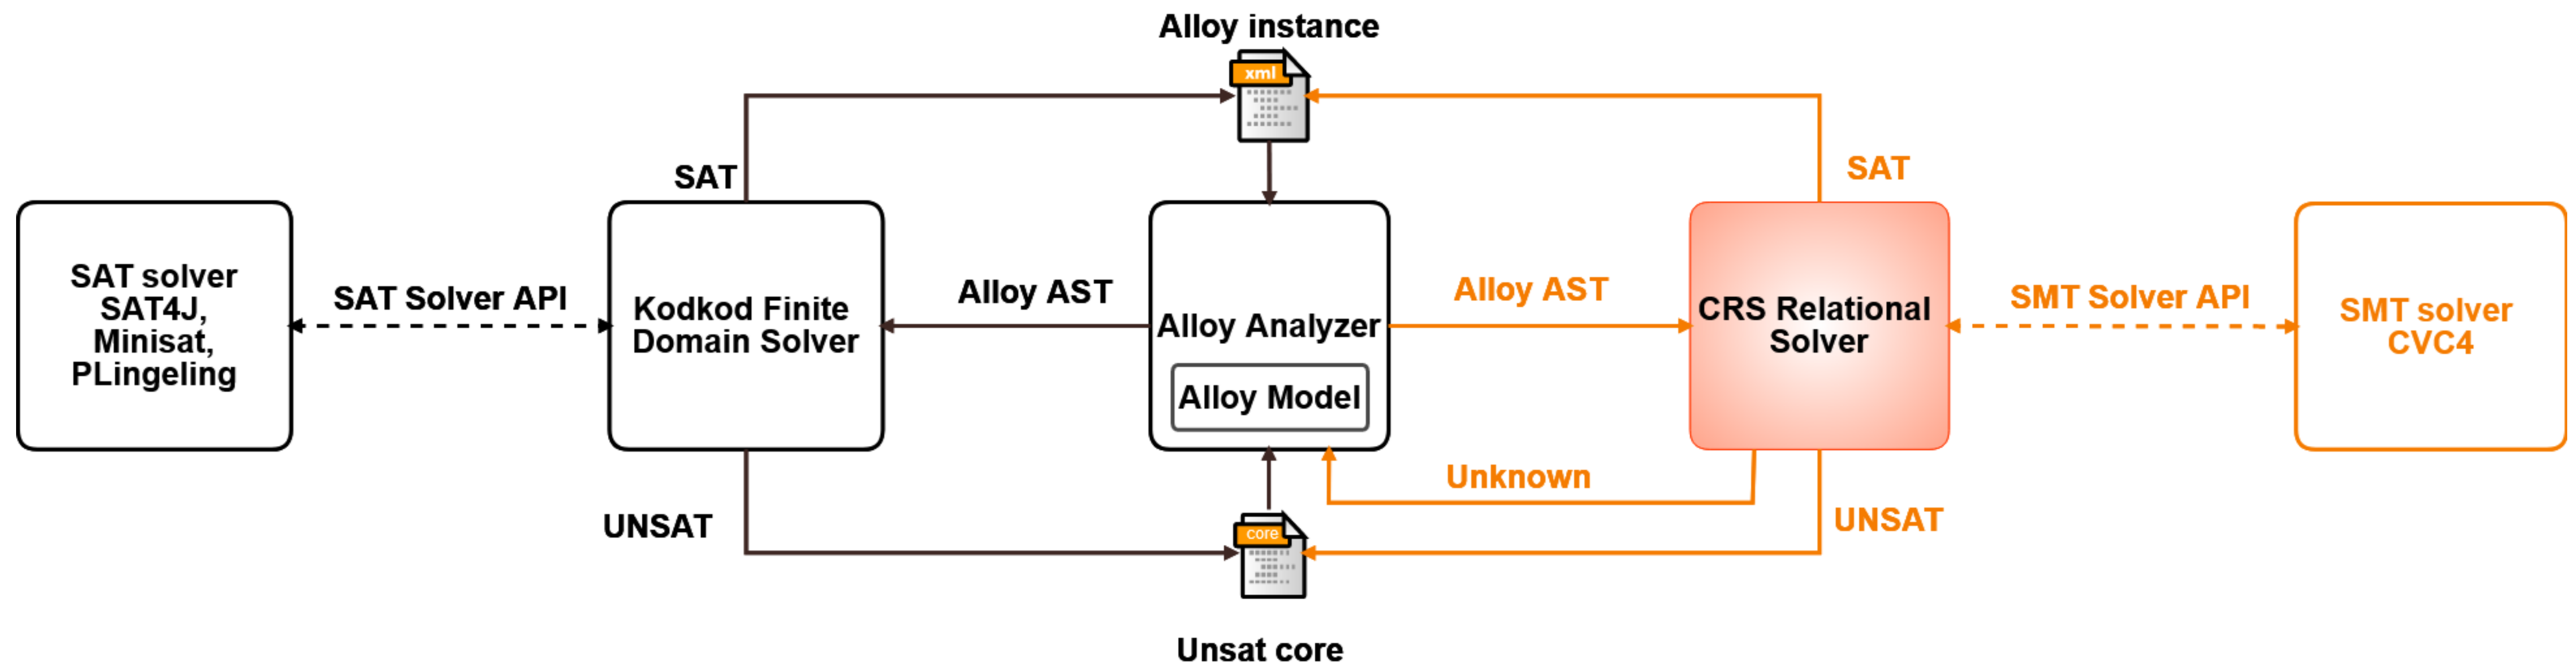 Alloy instance
xml
SAT
SAT
SAT solver
SAT4J,
Minisat,
PLingeling
SAT Solver API
Kodkod Finite
Domain Solver
Alloy AST
Alloy Analyzer
Alloy Model
Alloy AST
CRS Relational
Solver
SMT Solver API
SMT solver
CVC4
Unknown
UNSAT
UNSAT
core
Unsat core